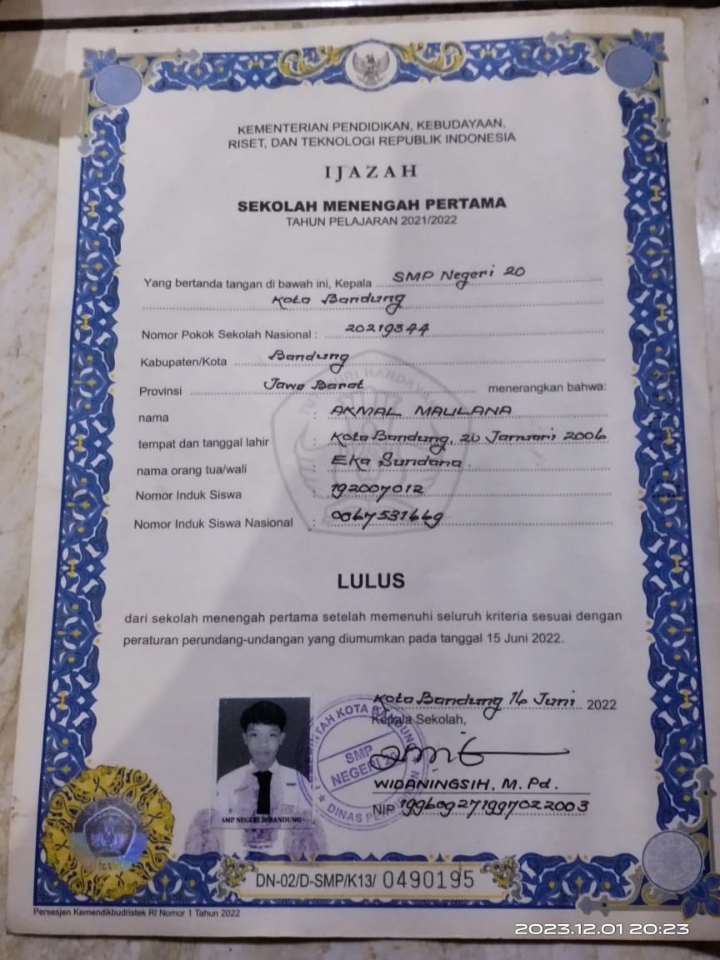 KEMENTERIAN PENDIDIKAN, KEBUDAYAAN,
RISET, DAN TEKNOLOGI REPUBLIK INDONESIA
IJAZAH
SEKOLAH MENENGAH PERTAMA
TAHUN PELAJARAN 2021/2022
Yang bertanda tangan di bawah ini, Kepala SMP Negeri 20
Kota Bandung
Nomor Pokok Sekolah Nasional : 20219344
Kabupaten/Kota Bandung
Provinsi Jawa Barat menerangkan bahwa:
nama : AKMAL MAULANA
tempat dan tanggal lahir : Kota Bandung, 20 Januari 2006
nama orang tua/wali : Eka Sundana
Nomor Induk Siswa : 192007012
Nomor Induk Siswa Nasional : 0067531669
LULUS
dari sekolah menengah pertama setelah memenuhi seluruh kriteria sesuai dengan
peraturan perundang-undangan yang diumumkan pada tanggal 15 Juni 2022.
Kota Bandung 16 Juni 2022
Kepala Sekolah,
SMP
NEGERI
WIDANINGSIH, M.Pd.
NIP 199609271997022003
SMP NEGERI 20 BANDUNG
DN-02/D-SMP/K13/ 0490195
Persesjen Kemendikbudristek RI Nomor 1 Tahun 2022
2023.12.01 20:23